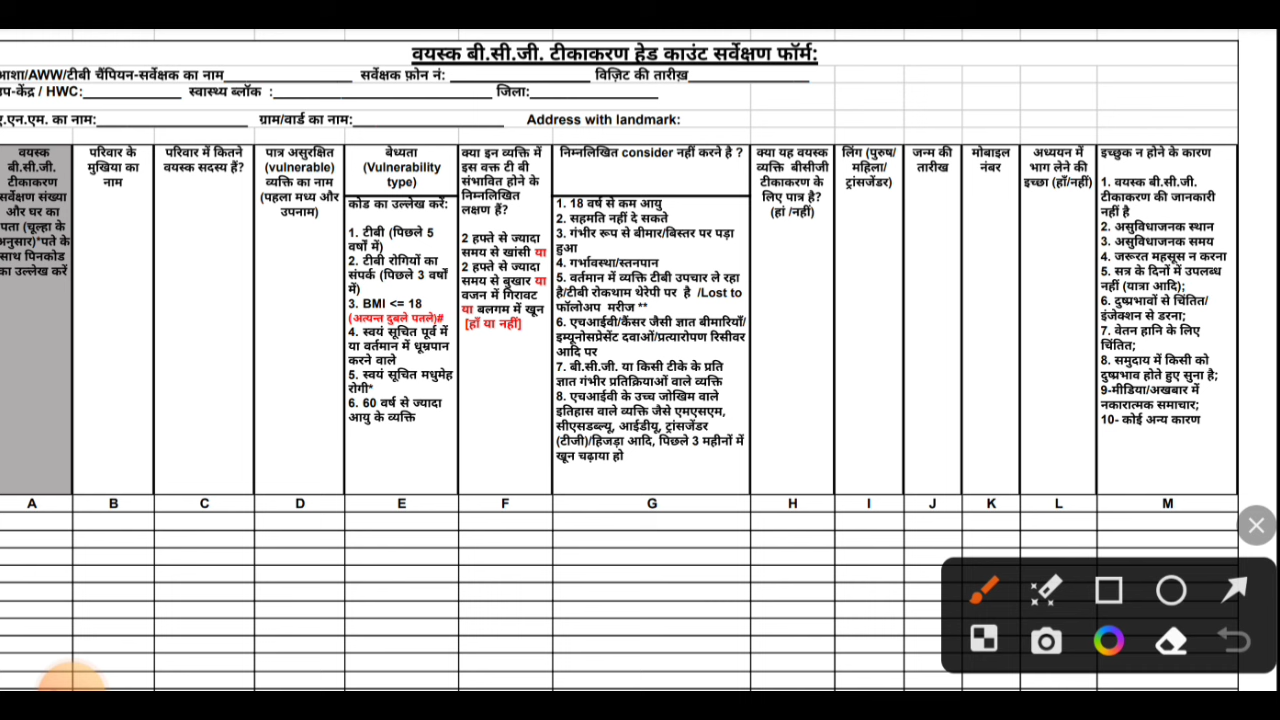 वयस्क बी.सी.जी. टीकाकरण हेड काउंट सर्वेक्षण फॉर्म:
आशा/AWW/टीबी चैंपियन-सर्वेक्षक का नाम_______________ सर्वेक्षक फ़ोन नं: _______________ विज़िट की तारीख़_______________
उप-केंद्र / HWC:_______________ स्वास्थ्य ब्लॉक :_______________ जिला:_______________
ए.एन.एम. का नाम:_______________ ग्राम/वार्ड का नाम:_______________ Address with landmark:
वयस्क
बी.सी.जी.
टीकाकरण
सर्वेक्षण संख्या
और घर का
पता (चूल्हा के
अनुसार)*पते के
साथ पिनकोड
का उल्लेख करें
परिवार के
मुखिया का
नाम
परिवार में कितने
वयस्क सदस्य हैं?
पात्र असुरक्षित
(vulnerable)
व्यक्ति का नाम
(पहला मध्य और
उपनाम)
बेध्यता
(Vulnerability
type)
कोड का उल्लेख करें:
1. टीबी (पिछले 5
वर्षों में)
2. टीबी रोगियों का
संपर्क (पिछले 3 वर्षों
में)
3. BMI <= 18
(अत्यन्त दुबले पतले)#
4. स्वयं सूचित पूर्व में
या वर्तमान में धूम्रपान
करने वाले
5. स्वयं सूचित मधुमेह
रोगी*
6. 60 वर्ष से ज्यादा
आयु के व्यक्ति
क्या इन व्यक्ति में
इस वक्त टी बी
संभावित होने के
निम्नलिखित
लक्षण हैं?
2 हफ्ते से ज्यादा
समय से खांसी या
2 हफ्ते से ज्यादा
समय से बुखार या
वजन में गिरावट
या बलगम में खून
[हाँ या नहीं]
निम्नलिखित consider नहीं करने है ?
1. 18 वर्ष से कम आयु
2. सहमति नहीं दे सकते
3. गंभीर रूप से बीमार/बिस्तर पर पड़ा
हुआ
4. गर्भावस्था/स्तनपान
5. वर्तमान में व्यक्ति टीबी उपचार ले रहा
है/टीबी रोकथाम थेरेपी पर है /Lost to
फॉलोअप मरीज **
6. एचआईवी/कैंसर जैसी ज्ञात बीमारियाँ/
इम्यूनोसप्रेसेंट दवाओं/प्रत्यारोपण रिसीवर
आदि पर
7. बी.सी.जी. या किसी टीके के प्रति
ज्ञात गंभीर प्रतिक्रियाओं वाले व्यक्ति
8. एचआईवी के उच्च जोखिम वाले
इतिहास वाले व्यक्ति जैसे एमएसएम,
सीएसडब्ल्यू, आईडीयू, ट्रांसजेंडर
(टीजी)/हिजड़ा आदि, पिछले 3 महीनों में
खून चढ़ाया हो
क्या यह वयस्क
व्यक्ति बीसीजी
टीकाकरण के
लिए पात्र है?
(हां /नहीं)
लिंग (पुरुष/
महिला/
ट्रांसजेंडर)
जन्म की
तारीख
मोबाइल
नंबर
अध्ययन में
भाग लेने की
इच्छा (हाँ/नहीं)
इच्छुक न होने के कारण
1. वयस्क बी.सी.जी.
टीकाकरण की जानकारी
नहीं है
2. असुविधाजनक स्थान
3. असुविधाजनक समय
4. जरूरत महसूस न करना
5. सत्र के दिनों में उपलब्ध
नहीं (यात्रा आदि);
6. दुष्प्रभावों से चिंतित/
इंजेक्शन से डरना;
7. वेतन हानि के लिए
चिंतित;
8. समुदाय में किसी को
दुष्प्रभाव होते हुए सुना है;
9-मीडिया/अखबार में
नकारात्मक समाचार;
10- कोई अन्य कारण
A B C D E F G H I J K L M